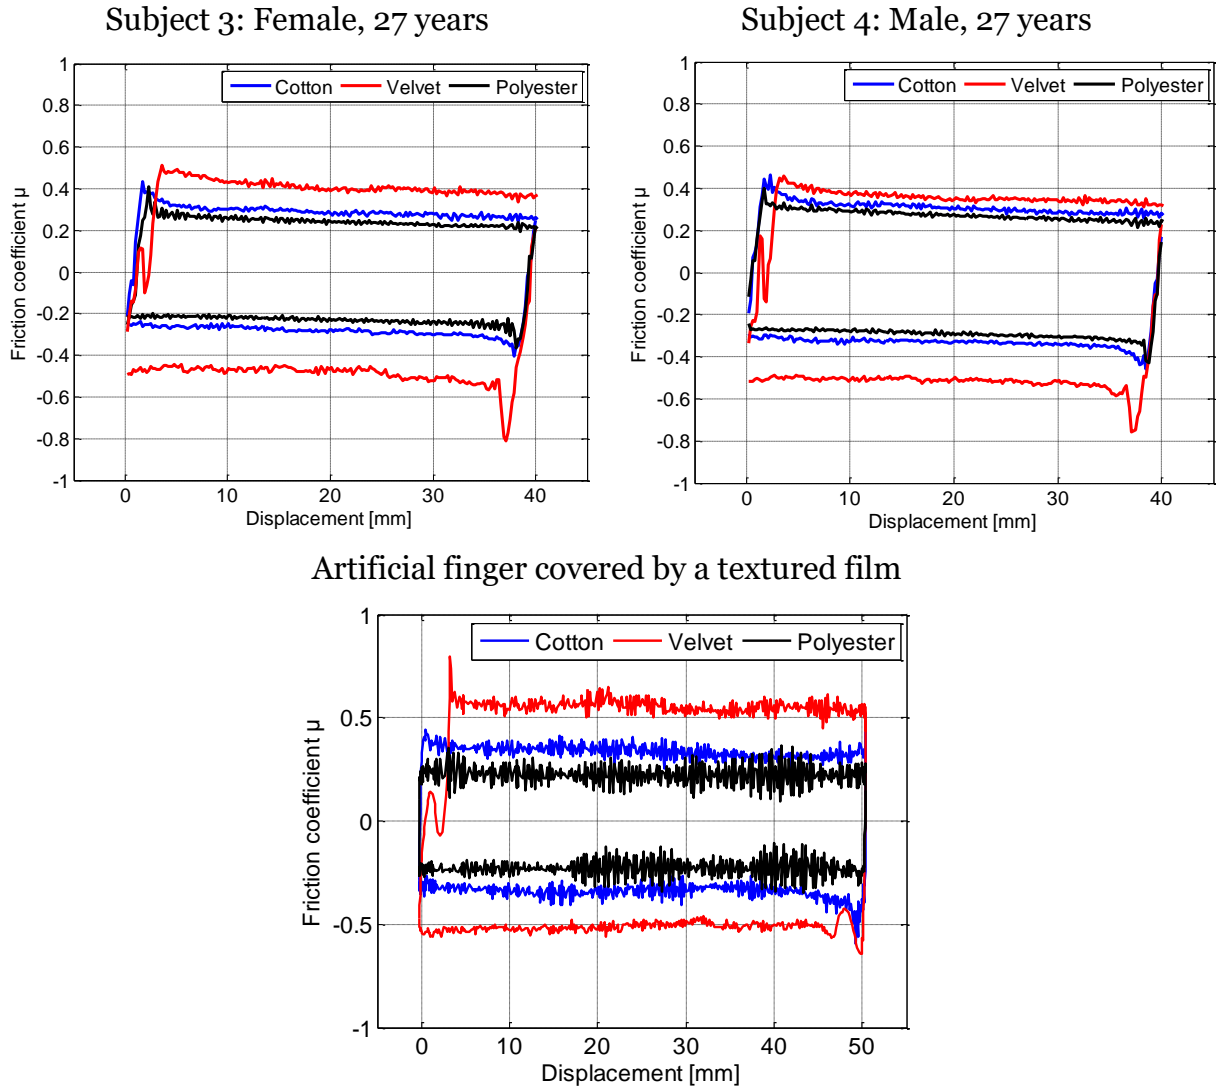 Subject 3: Female, 27 years
Subject 4: Male, 27 years
Cotton Velvet Polyester
1
0.8
0.6
0.4
0.2
0
-0.2
-0.4
-0.6
-0.8
-1
Friction coefficient µ
0 10 20 30 40
Displacement [mm]
Cotton Velvet Polyester
1
0.8
0.6
0.4
0.2
0
-0.2
-0.4
-0.6
-0.8
-1
Friction coefficient µ
0 10 20 30 40
Displacement [mm]
Artificial finger covered by a textured film
Cotton Velvet Polyester
1
0.5
0
-0.5
-1
Friction coefficient µ
0 10 20 30 40 50
Displacement [mm]